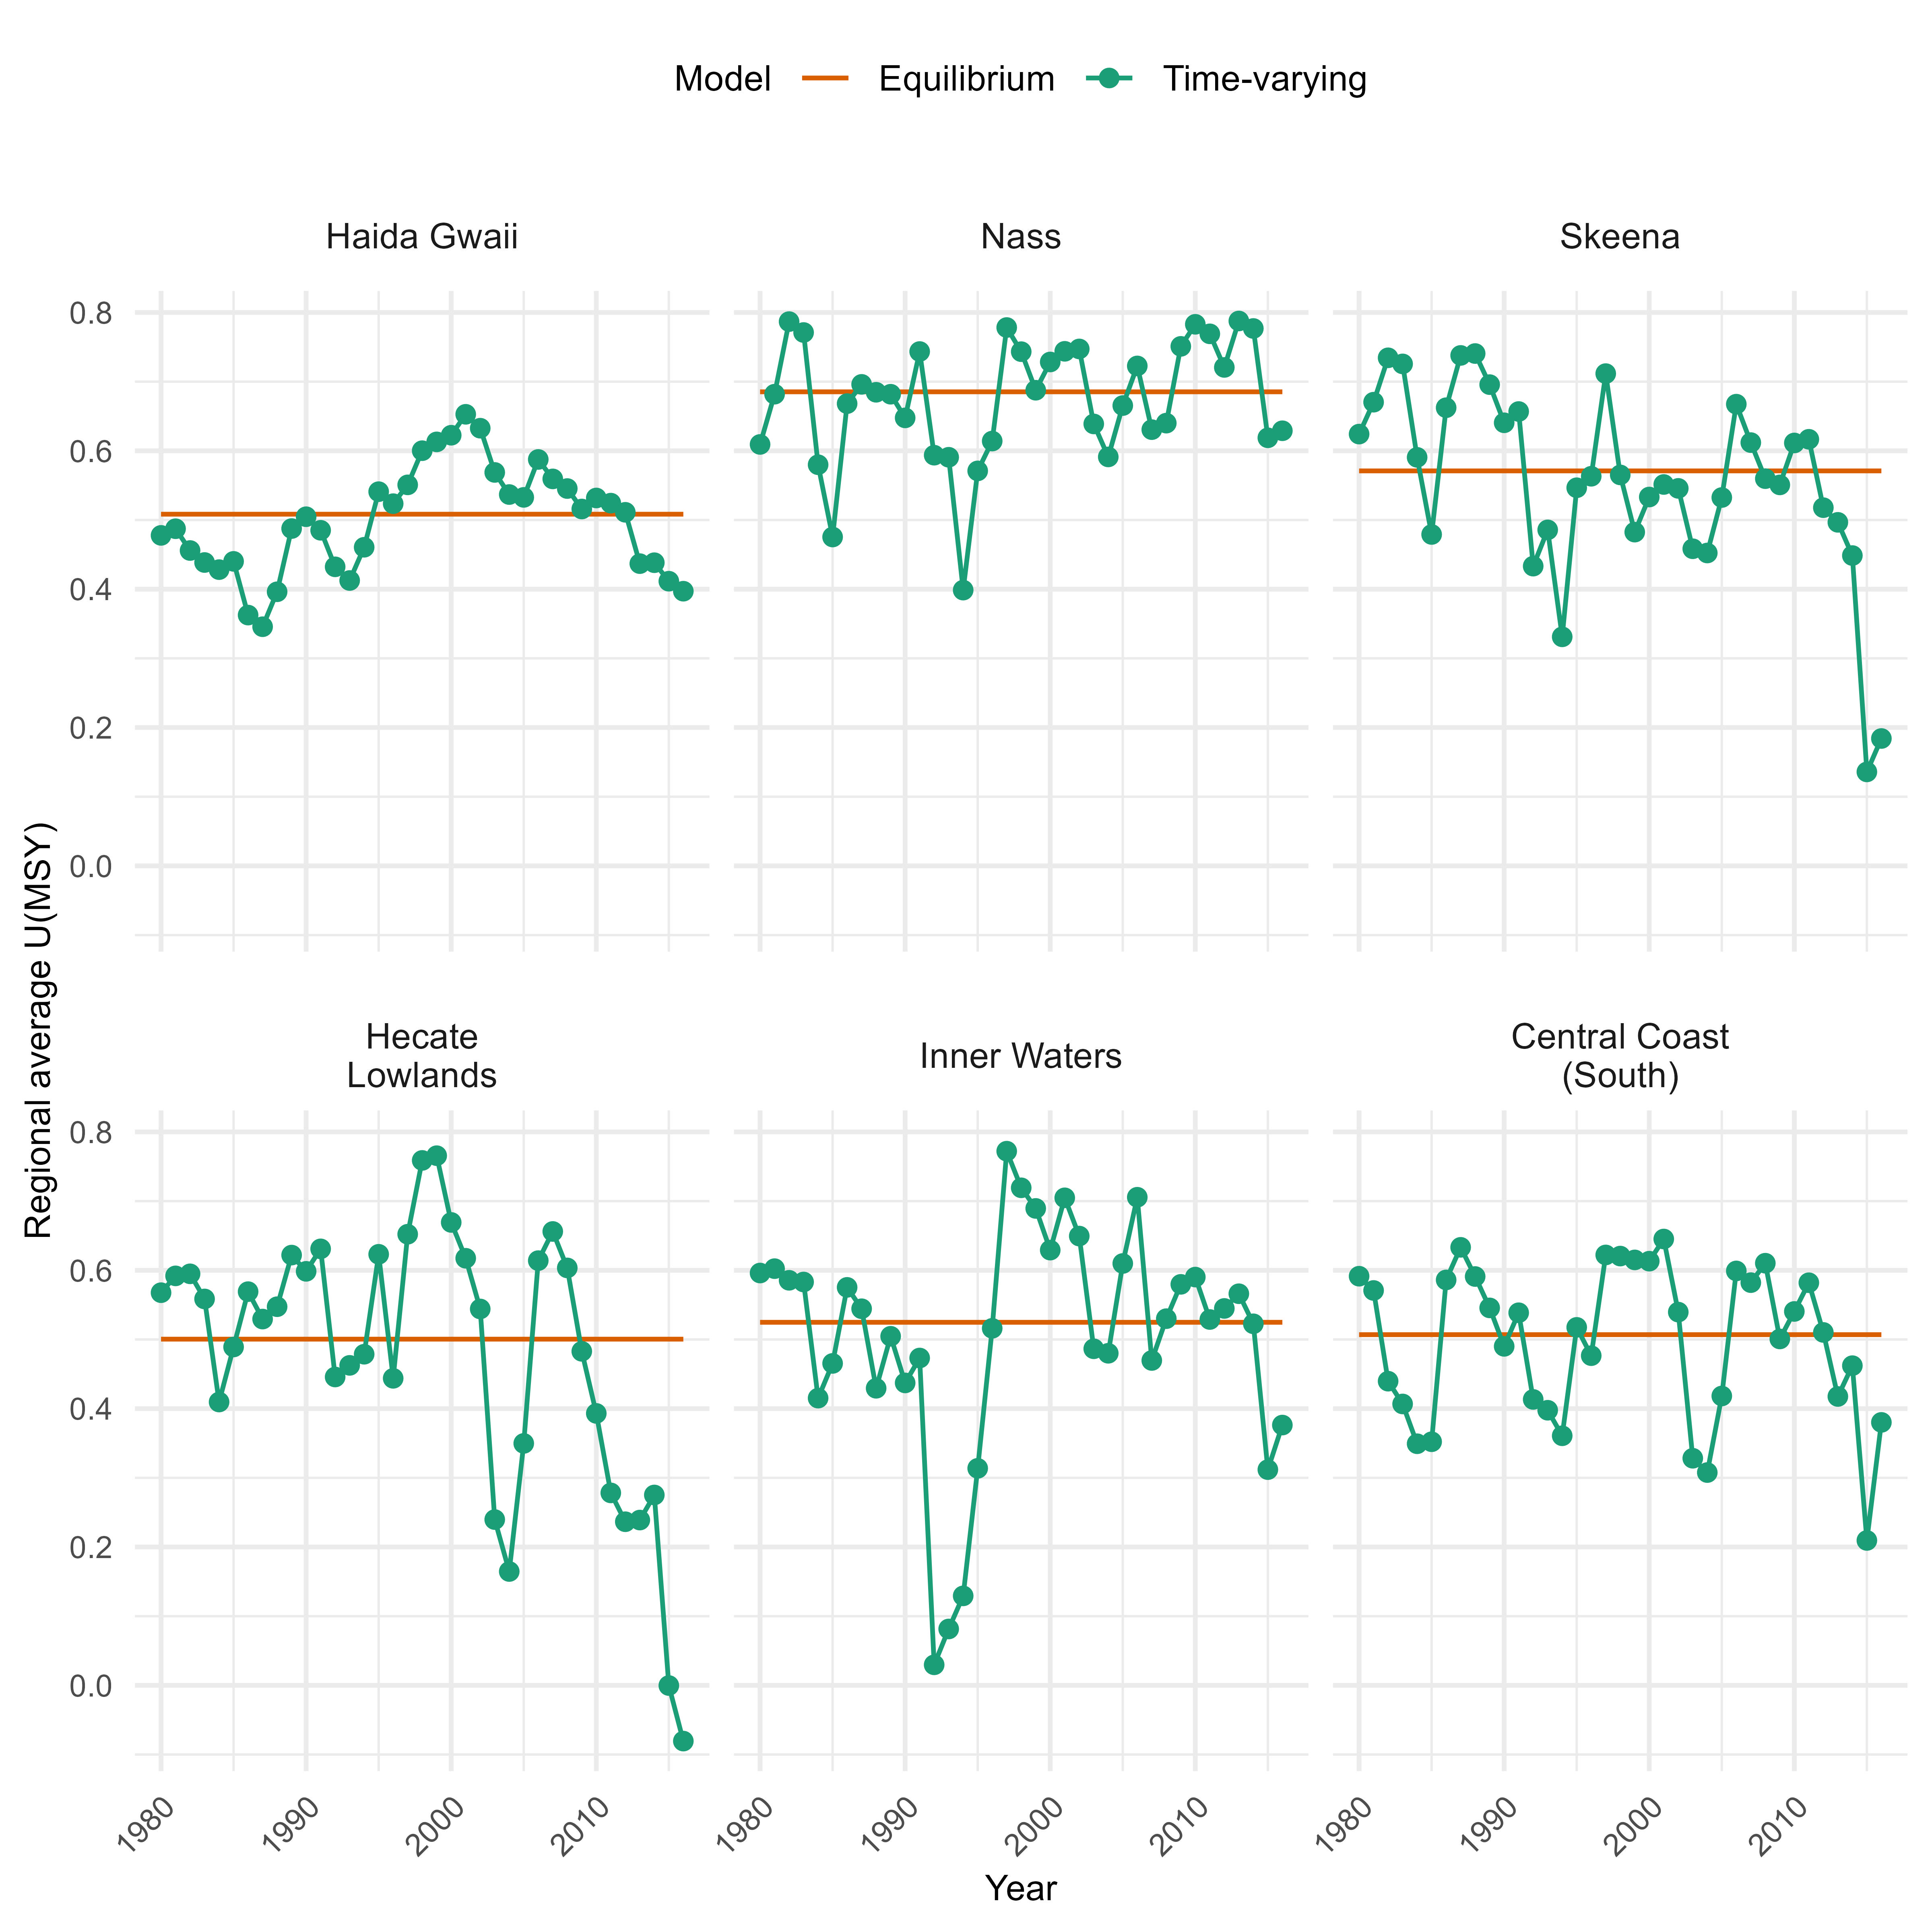 Model Equilibrium Time-varying
Haida Gwaii
Nass
Skeena
0.8
0.6
0.4
0.2
0.0
Regional average U(MSY)
Hecate
Lowlands
Inner Waters
Central Coast
(South)
0.8
0.6
0.4
0.2
0.0
1980 1990 2000 2010
1980 1990 2000 2010
1980 1990 2000 2010
Year